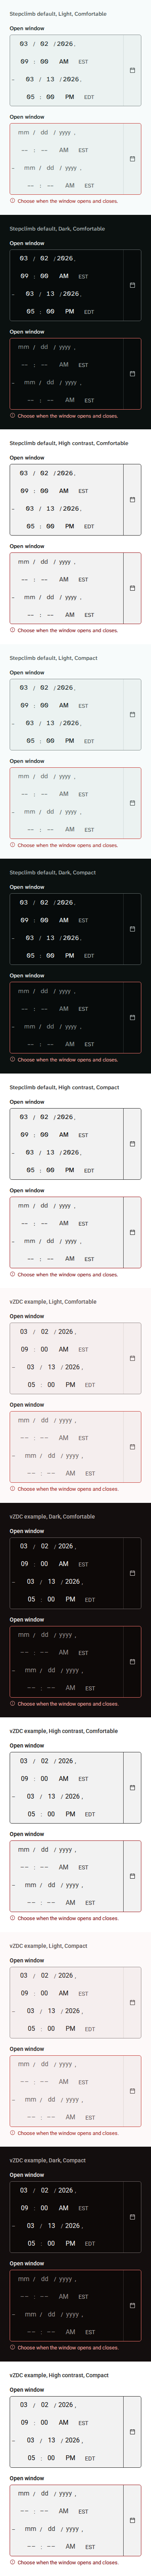 Stepclimb default, Light, Comfortable
Open window
03 / 02 /2026,
09 : 00 AM EST
– 03 / 13 /2026,
05 : 00 PM EDT
Open window
mm / dd / yyyy,
-- : -- AM EST
– mm / dd / yyyy,
-- : -- AM EST
Choose when the window opens and closes.
Stepclimb default, Dark, Comfortable
Open window
03 / 02 /2026,
09 : 00 AM EST
– 03 / 13 /2026,
05 : 00 PM EDT
Open window
mm / dd / yyyy,
-- : -- AM EST
– mm / dd / yyyy,
-- : -- AM EST
Choose when the window opens and closes.
Stepclimb default, High contrast, Comfortable
Open window
03 / 02 /2026,
09 : 00 AM EST
– 03 / 13 /2026,
05 : 00 PM EDT
Open window
mm / dd / yyyy,
-- : -- AM EST
– mm / dd / yyyy,
-- : -- AM EST
Choose when the window opens and closes.
Stepclimb default, Light, Compact
Open window
03 / 02 /2026,
09 : 00 AM EST
– 03 / 13 /2026,
05 : 00 PM EDT
Open window
mm / dd / yyyy,
-- : -- AM EST
– mm / dd / yyyy,
-- : -- AM EST
Choose when the window opens and closes.
Stepclimb default, Dark, Compact
Open window
03 / 02 /2026,
09 : 00 AM EST
– 03 / 13 /2026,
05 : 00 PM EDT
Open window
mm / dd / yyyy,
-- : -- AM EST
– mm / dd / yyyy,
-- : -- AM EST
Choose when the window opens and closes.
Stepclimb default, High contrast, Compact
Open window
03 / 02 /2026,
09 : 00 AM EST
– 03 / 13 /2026,
05 : 00 PM EDT
Open window
mm / dd / yyyy,
-- : -- AM EST
– mm / dd / yyyy,
-- : -- AM EST
Choose when the window opens and closes.
vZDC example, Light, Comfortable
Open window
03 / 02 / 2026,
09 : 00 AM EST
– 03 / 13 / 2026,
05 : 00 PM EDT
Open window
mm / dd / yyyy,
-- : -- AM EST
– mm / dd / yyyy,
-- : -- AM EST
Choose when the window opens and closes.
vZDC example, Dark, Comfortable
Open window
03 / 02 / 2026,
09 : 00 AM EST
– 03 / 13 / 2026,
05 : 00 PM EDT
Open window
mm / dd / yyyy,
-- : -- AM EST
– mm / dd / yyyy,
-- : -- AM EST
Choose when the window opens and closes.
vZDC example, High contrast, Comfortable
Open window
03 / 02 / 2026,
09 : 00 AM EST
– 03 / 13 / 2026,
05 : 00 PM EDT
Open window
mm / dd / yyyy,
-- : -- AM EST
– mm / dd / yyyy,
-- : -- AM EST
Choose when the window opens and closes.
vZDC example, Light, Compact
Open window
03 / 02 / 2026,
09 : 00 AM EST
– 03 / 13 / 2026,
05 : 00 PM EDT
Open window
mm / dd / yyyy,
-- : -- AM EST
– mm / dd / yyyy,
-- : -- AM EST
Choose when the window opens and closes.
vZDC example, Dark, Compact
Open window
03 / 02 / 2026,
09 : 00 AM EST
– 03 / 13 / 2026,
05 : 00 PM EDT
Open window
mm / dd / yyyy,
-- : -- AM EST
– mm / dd / yyyy,
-- : -- AM EST
Choose when the window opens and closes.
vZDC example, High contrast, Compact
Open window
03 / 02 / 2026,
09 : 00 AM EST
– 03 / 13 / 2026,
05 : 00 PM EDT
Open window
mm / dd / yyyy,
-- : -- AM EST
– mm / dd / yyyy,
-- : -- AM EST
Choose when the window opens and closes.